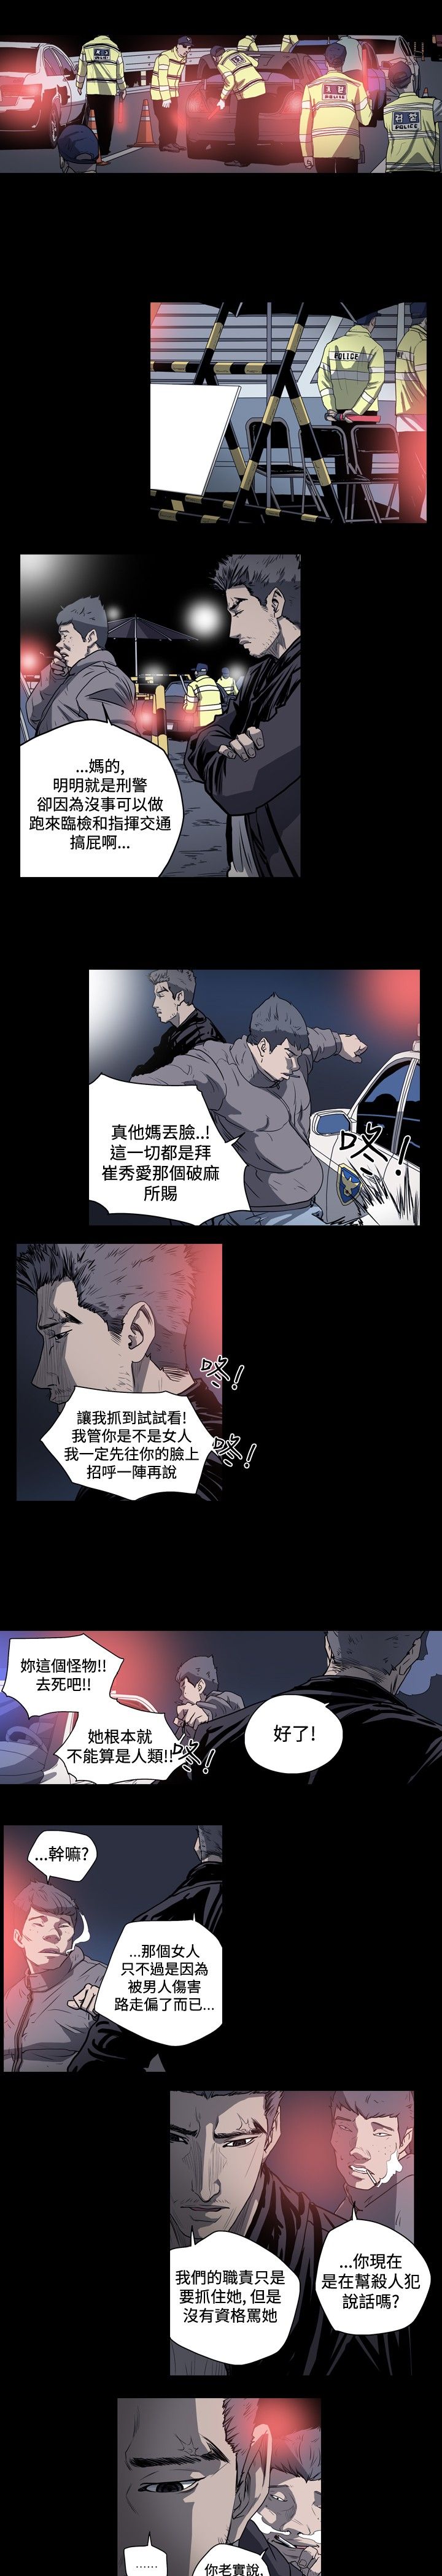 지원
POLICE
경찰
POLICE
POLICE
...媽的,
明明就是刑警
卻因為沒事可以做
跑來臨檢和指揮交通
搞屁啊...
真他媽丟臉..!
這一切都是拜
崔秀愛那個破麻
所賜
咚!
咚!
讓我抓到試試看!
我管你是不是女人
我一定先往你的臉上
招呼一陣再說
咚!
妳這個怪物!!
去死吧!!
她根本就
不能算是人類!!
咚!
好了!
...幹嘛?
...那個女人
只不過是因為
被男人傷害
路走偏了而已...
...你現在
是在幫殺人犯
說話嗎?
我們的職責只是
要抓住她, 但是
沒有資格罵她
......
你老實說,